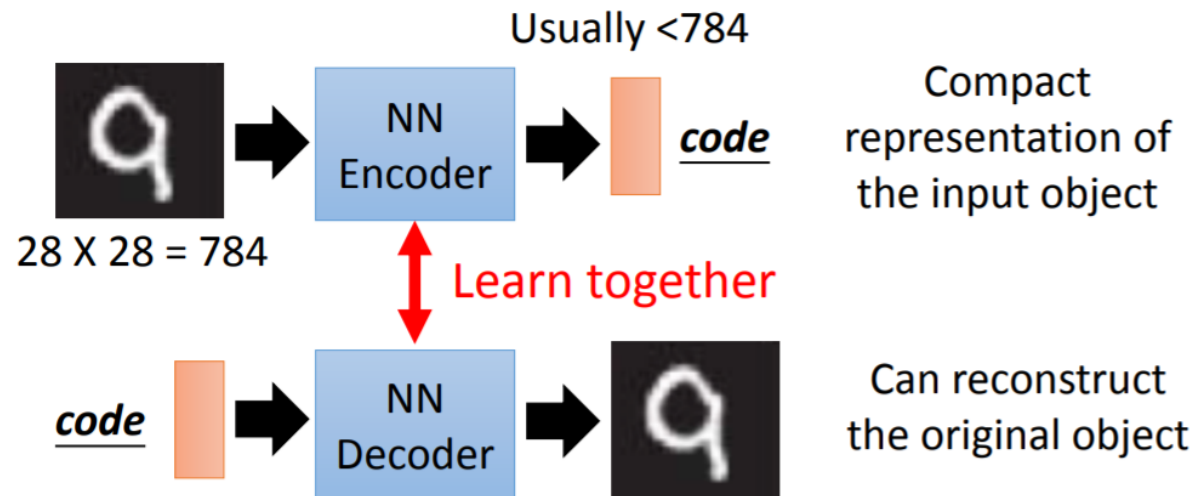 Usually <784
NN
Encoder
code
Compact
representation of
the input object
28 X 28 = 784
Learn together
code
NN
Decoder
Can reconstruct
the original object